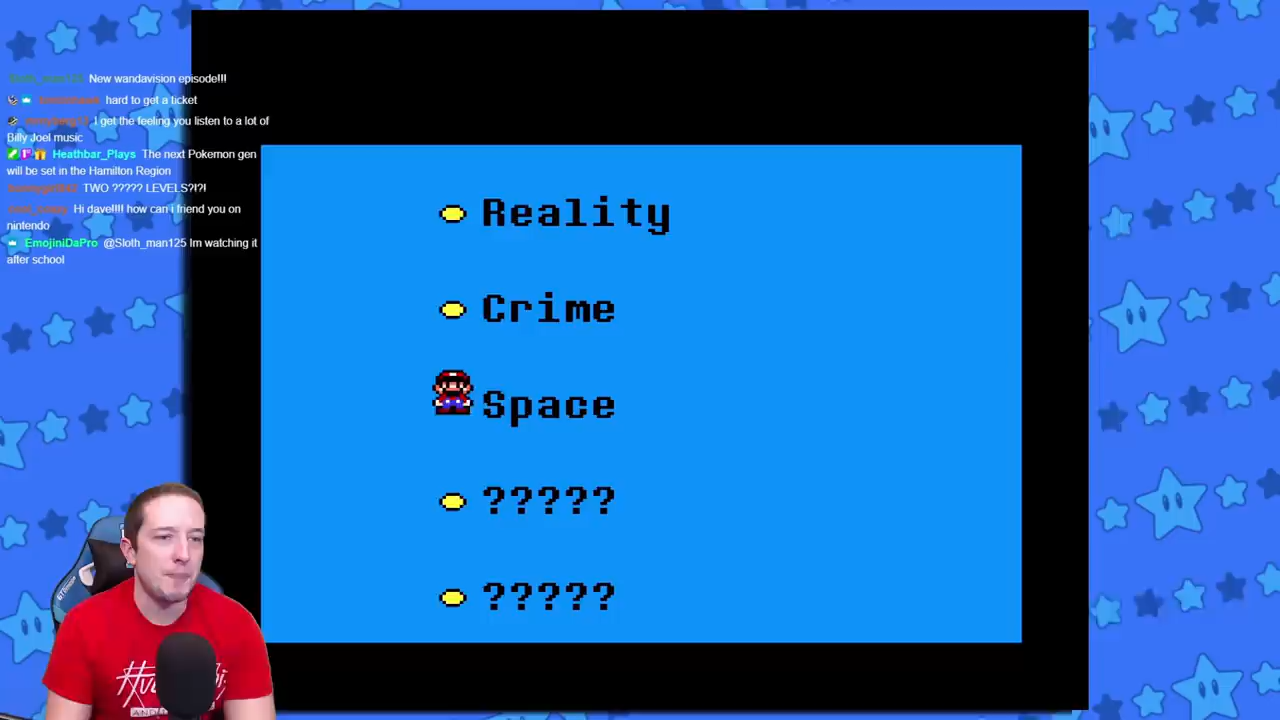 New wandavision episode!!!
hard to get a ticket
I get the feeling you listen to a lot of
Billy Joel music
Heathbar_Plays The next Pokemon gen
will be set in the Hamilton Region
TWO ????? LEVELS?!?!
Hi dave!!!! how can i friend you on
nintendo
EmojiniDaPro @Sloth_man125 Im watching it
after school
Reality
Crime
Space
?????
?????